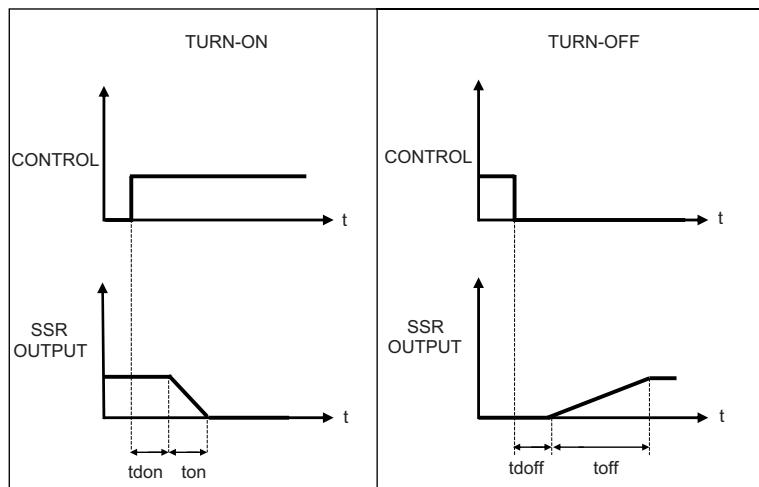 TURN-ON
CONTROL
t
SSR
OUTPUT
t
tdon
ton
TURN-OFF
CONTROL
t
SSR
OUTPUT
t
tdoff
toff